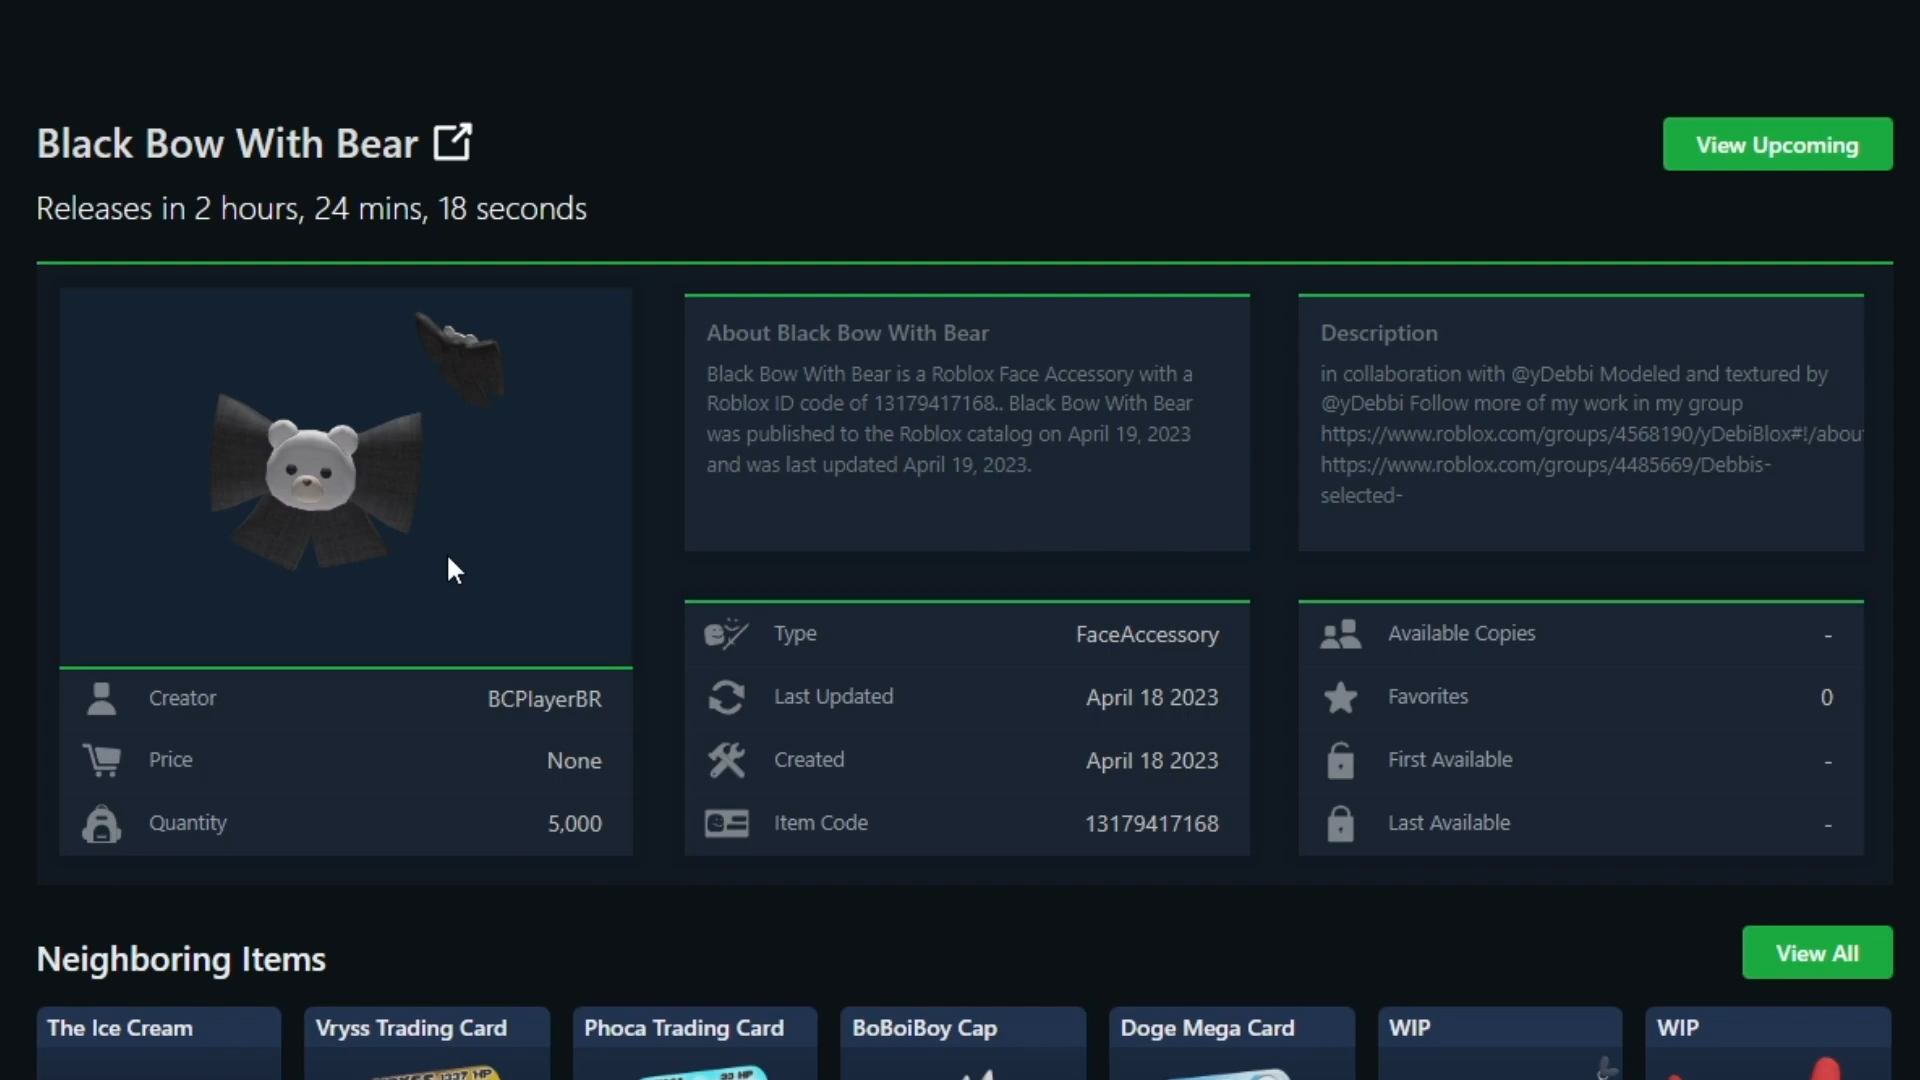 Black Bow With Bear
View Upcoming
Releases in 2 hours, 24 mins, 18 seconds
About Black Bow With Bear
Black Bow With Bear is a Roblox Face Accessory with a
Roblox ID code of 13179417168.. Black Bow With Bear
was published to the Roblox catalog on April 19, 2023
and was last updated April 19, 2023.
Description
in collaboration with @yDebbi Modeled and textured by
@yDebbi Follow more of my work in my group
https://www.roblox.com/groups/4568190/yDebiBlox#!/about
https://www.roblox.com/groups/4485669/Debbis-
selected-
Creator BCPlayerBR
Price None
Quantity 5,000
Type FaceAccessory
Last Updated April 18 2023
Created April 18 2023
Item Code 13179417168
Available Copies -
Favorites 0
First Available -
Last Available -
Neighboring Items
View All
The Ice Cream
Vryss Trading Card
Phoca Trading Card
BoBoiBoy Cap
Doge Mega Card
WIP
WIP
1337 HP
33 HP